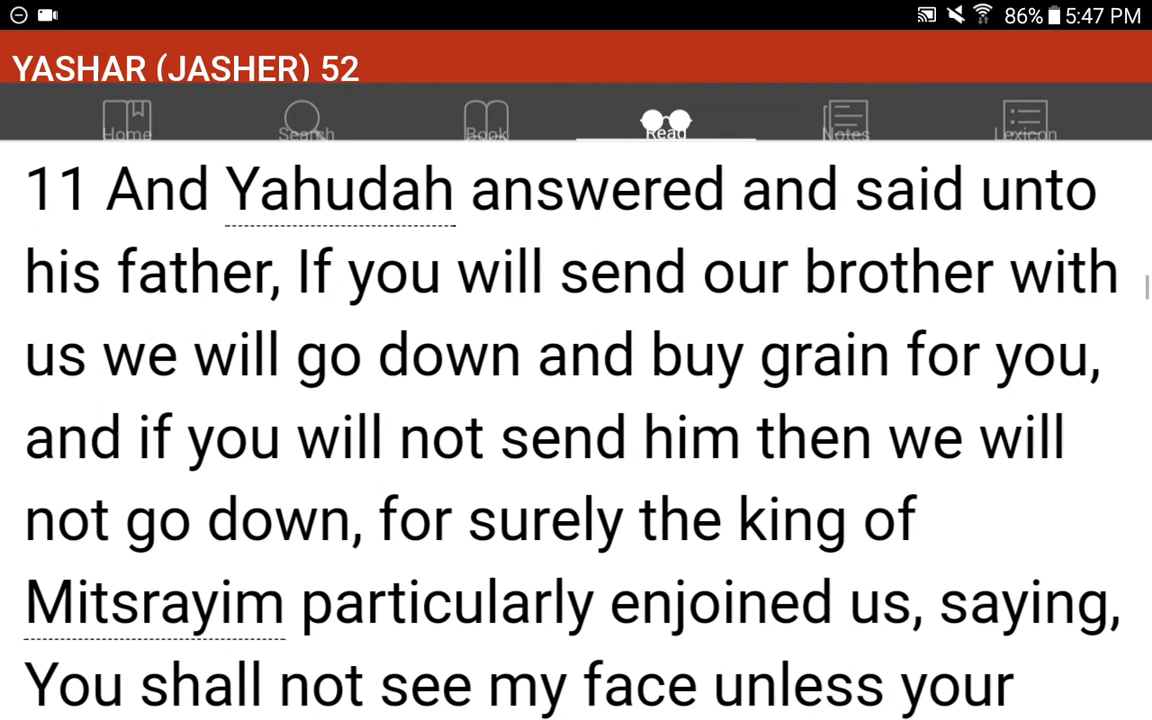 86% 5:47 PM
YASHAR (JASHER) 52
Home Search Book Read Notes Lexicon
11 And Yahudah answered and said unto
his father, If you will send our brother with
us we will go down and buy grain for you,
and if you will not send him then we will
not go down, for surely the king of
Mitsrayim particularly enjoined us, saying,
You shall not see my face unless your